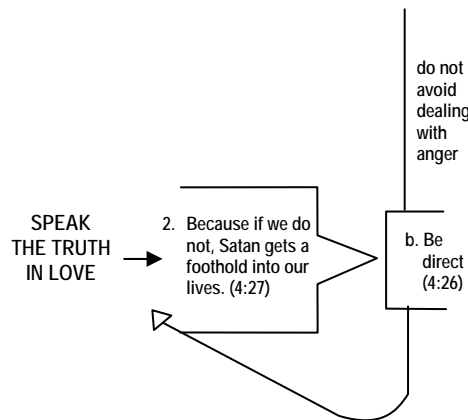 do not
avoid
dealing
with
anger
SPEAK
THE TRUTH
IN LOVE
2. Because if we do
not, Satan gets a
foothold into our
lives. (4:27)
b. Be
direct
(4:26)